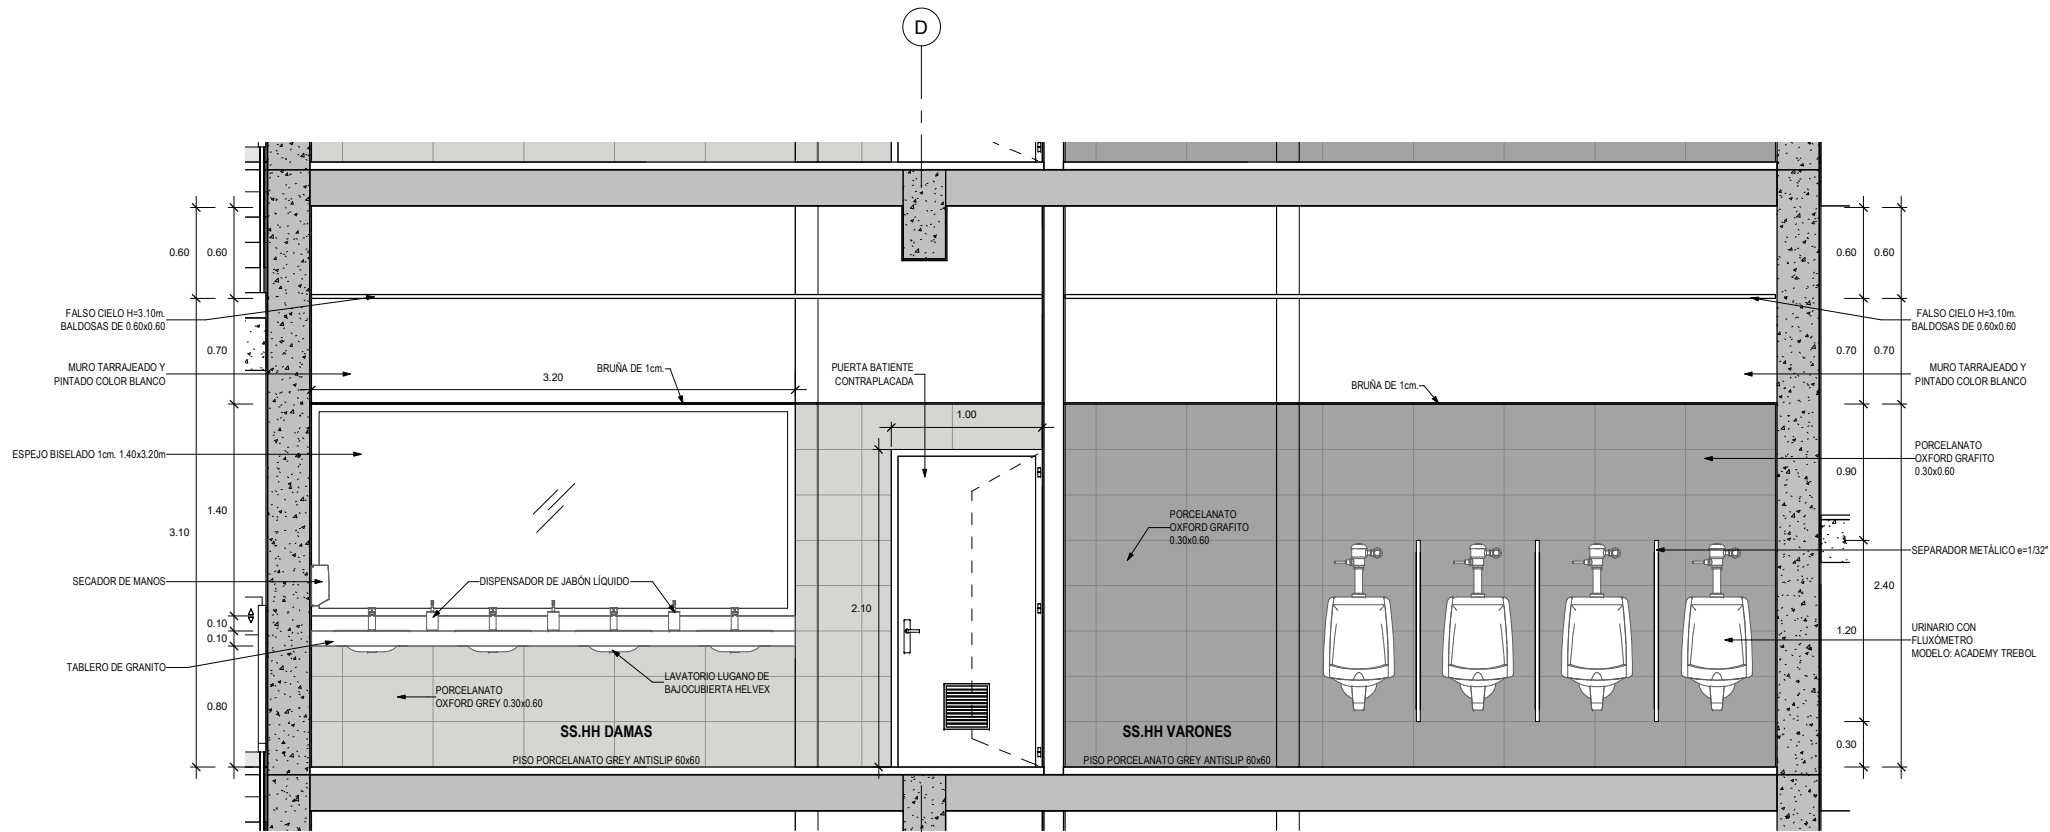 D
0.60
0.60
0.60
0.60
FALSO CIELO H=3.10m.
BALDOSAS DE 0.60x0.60
FALSO CIELO H=3.10m.
BALDOSAS DE 0.60x0.60
0.70
0.70
0.70
MURO TARRAJEADO Y
PINTADO COLOR BLANCO
3.20
BRUÑA DE 1cm.
PUERTA BATIENTE
CONTRAPLACADA
BRUÑA DE 1cm.
MURO TARRAJEADO Y
PINTADO COLOR BLANCO
1.00
ESPEJO BISELADO 1cm. 1.40x3.20m
PORCELANATO
OXFORD GRAFITO
0.30x0.60
0.90
1.40
3.10
PORCELANATO
OXFORD GRAFITO
0.30x0.60
SEPARADOR METÁLICO e=1/32"
SECADOR DE MANOS
DISPENSADOR DE JABÓN LÍQUIDO
2.40
2.10
0.10
0.10
1.20
URINARIO CON
FLUXÓMETRO
MODELO: ACADEMY TREBOL
TABLERO DE GRANITO
LAVATORIO LUGANO DE
BAJOCUBIERTA HELVEX
PORCELANATO
OXFORD GREY 0.30x0.60
0.80
SS.HH DAMAS
SS.HH VARONES
0.30
PISO PORCELANATO GREY ANTISLIP 60x60
PISO PORCELANATO GREY ANTISLIP 60x60